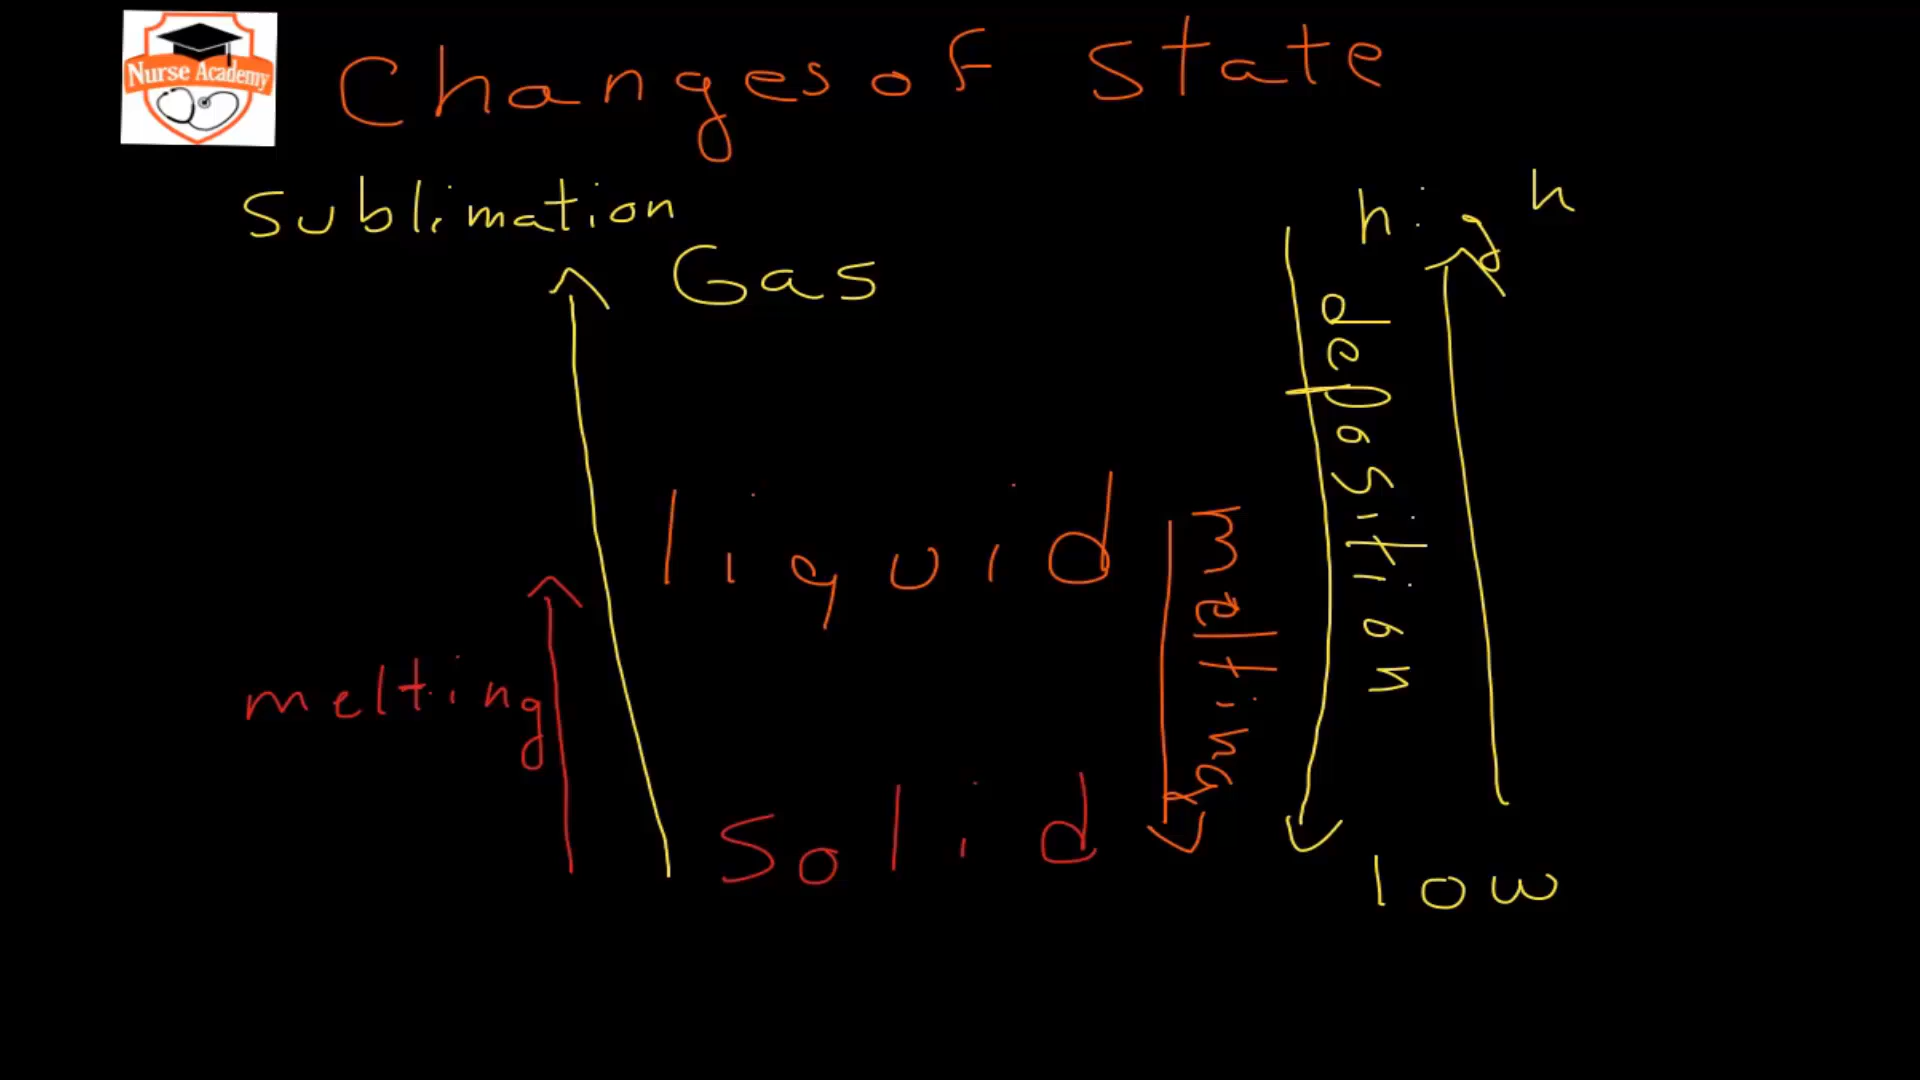 Nurse Academy
Changes of State
Sublimation
high
Gas
deposition
liquid
melting
melting
Solid
low